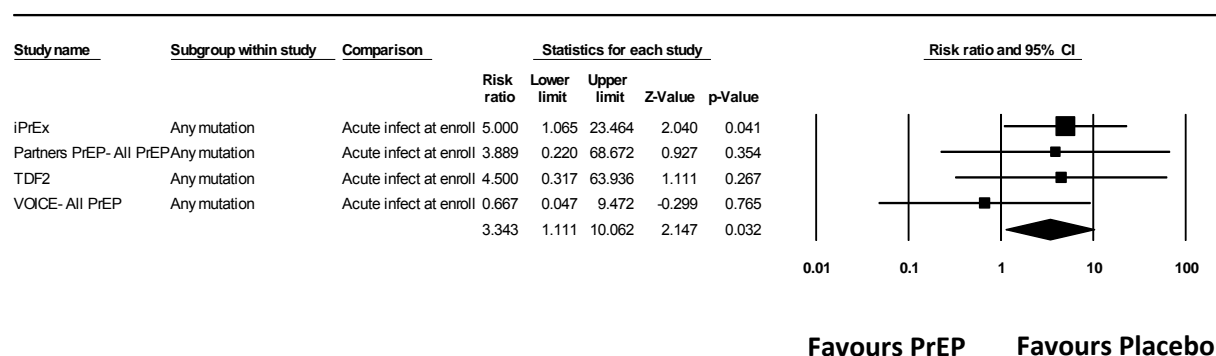 Study name Subgroup within study Comparison Statistics for each study Risk ratio and 95% CI
Risk ratio Lower limit Upper limit Z-Value p-Value
iPrEx Any mutation Acute infect at enroll 5.000 1.065 23.464 2.040 0.041
Partners PrEP- All PrEP Any mutation Acute infect at enroll 3.889 0.220 68.672 0.927 0.354
TDF2 Any mutation Acute infect at enroll 4.500 0.317 63.936 1.111 0.267
VOICE- All PrEP Any mutation Acute infect at enroll 0.667 0.047 9.472 -0.299 0.765
3.343 1.111 10.062 2.147 0.032
0.01 0.1 1 10 100
Favours PrEP Favours Placebo